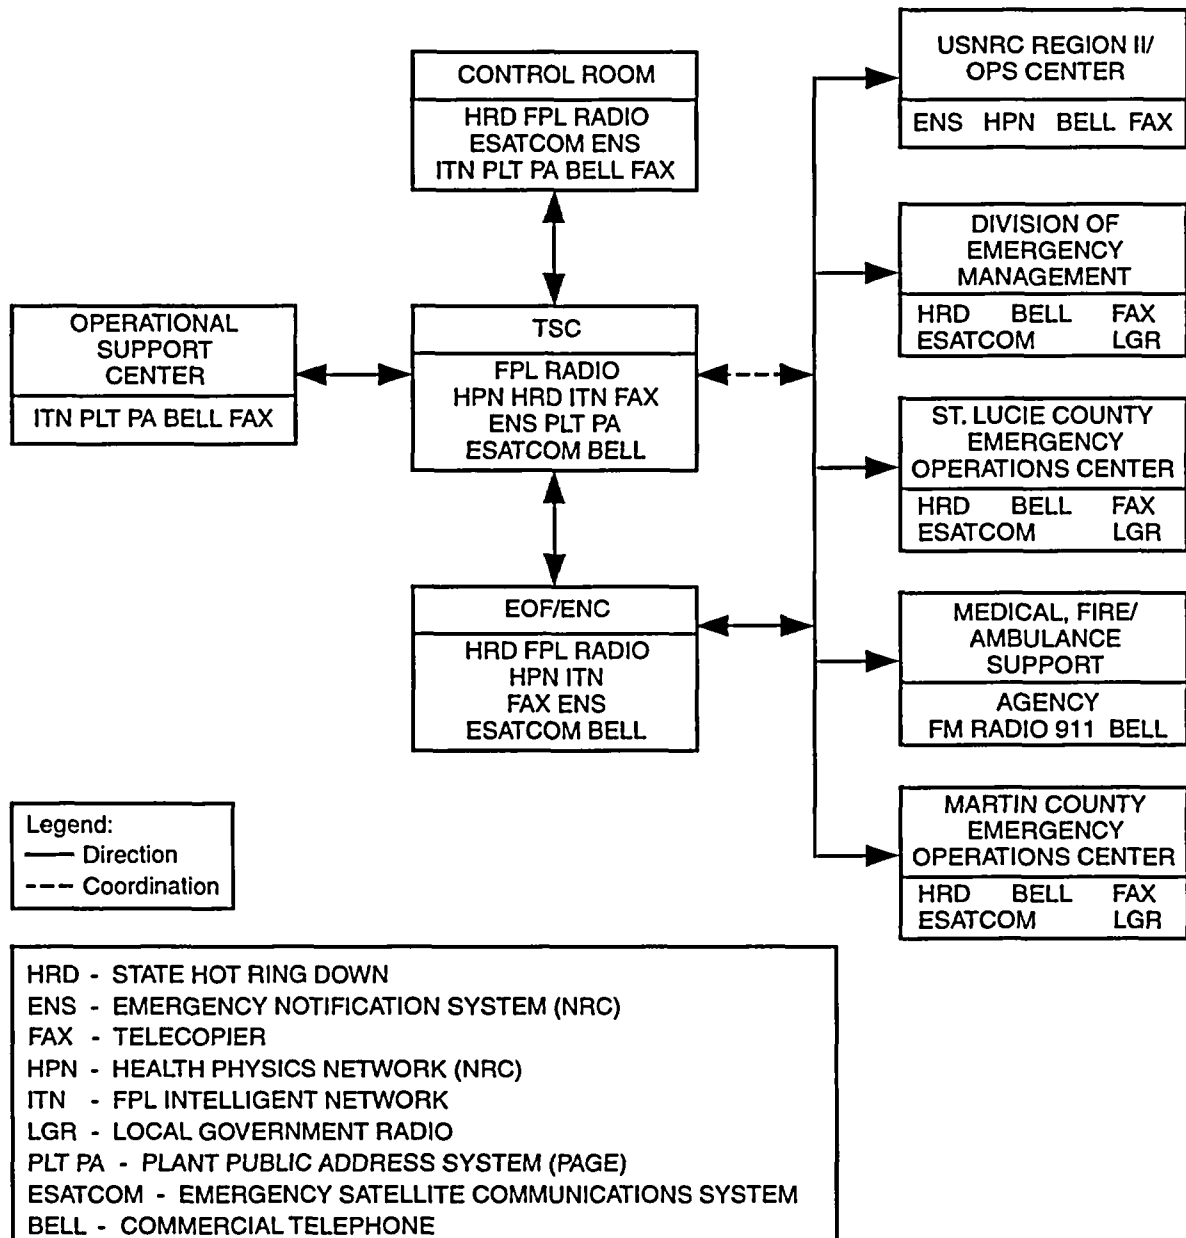 CONTROL ROOM
HRD FPL RADIO
ESATCOM ENS
ITN PLT PA BELL FAX
OPERATIONAL
SUPPORT
CENTER
ITN PLT PA BELL FAX
TSC
FPL RADIO
HPN HRD ITN FAX
ENS PLT PA
ESATCOM BELL
EOF/ENC
HRD FPL RADIO
HPN ITN
FAX ENS
ESATCOM BELL
USNRC REGION II/
OPS CENTER
ENS HPN BELL FAX
DIVISION OF
EMERGENCY
MANAGEMENT
HRD BELL FAX
ESATCOM LGR
ST. LUCIE COUNTY
EMERGENCY
OPERATIONS CENTER
HRD BELL FAX
ESATCOM LGR
MEDICAL, FIRE/
AMBULANCE
SUPPORT
AGENCY
FM RADIO 911 BELL
MARTIN COUNTY
EMERGENCY
OPERATIONS CENTER
HRD BELL FAX
ESATCOM LGR
Legend:
Direction
Coordination
HRD - STATE HOT RING DOWN
ENS - EMERGENCY NOTIFICATION SYSTEM (NRC)
FAX - TELECOPIER
HPN - HEALTH PHYSICS NETWORK (NRC)
ITN - FPL INTELLIGENT NETWORK
LGR - LOCAL GOVERNMENT RADIO
PLT PA - PLANT PUBLIC ADDRESS SYSTEM (PAGE)
ESATCOM - EMERGENCY SATELLITE COMMUNICATIONS SYSTEM
BELL - COMMERCIAL TELEPHONE